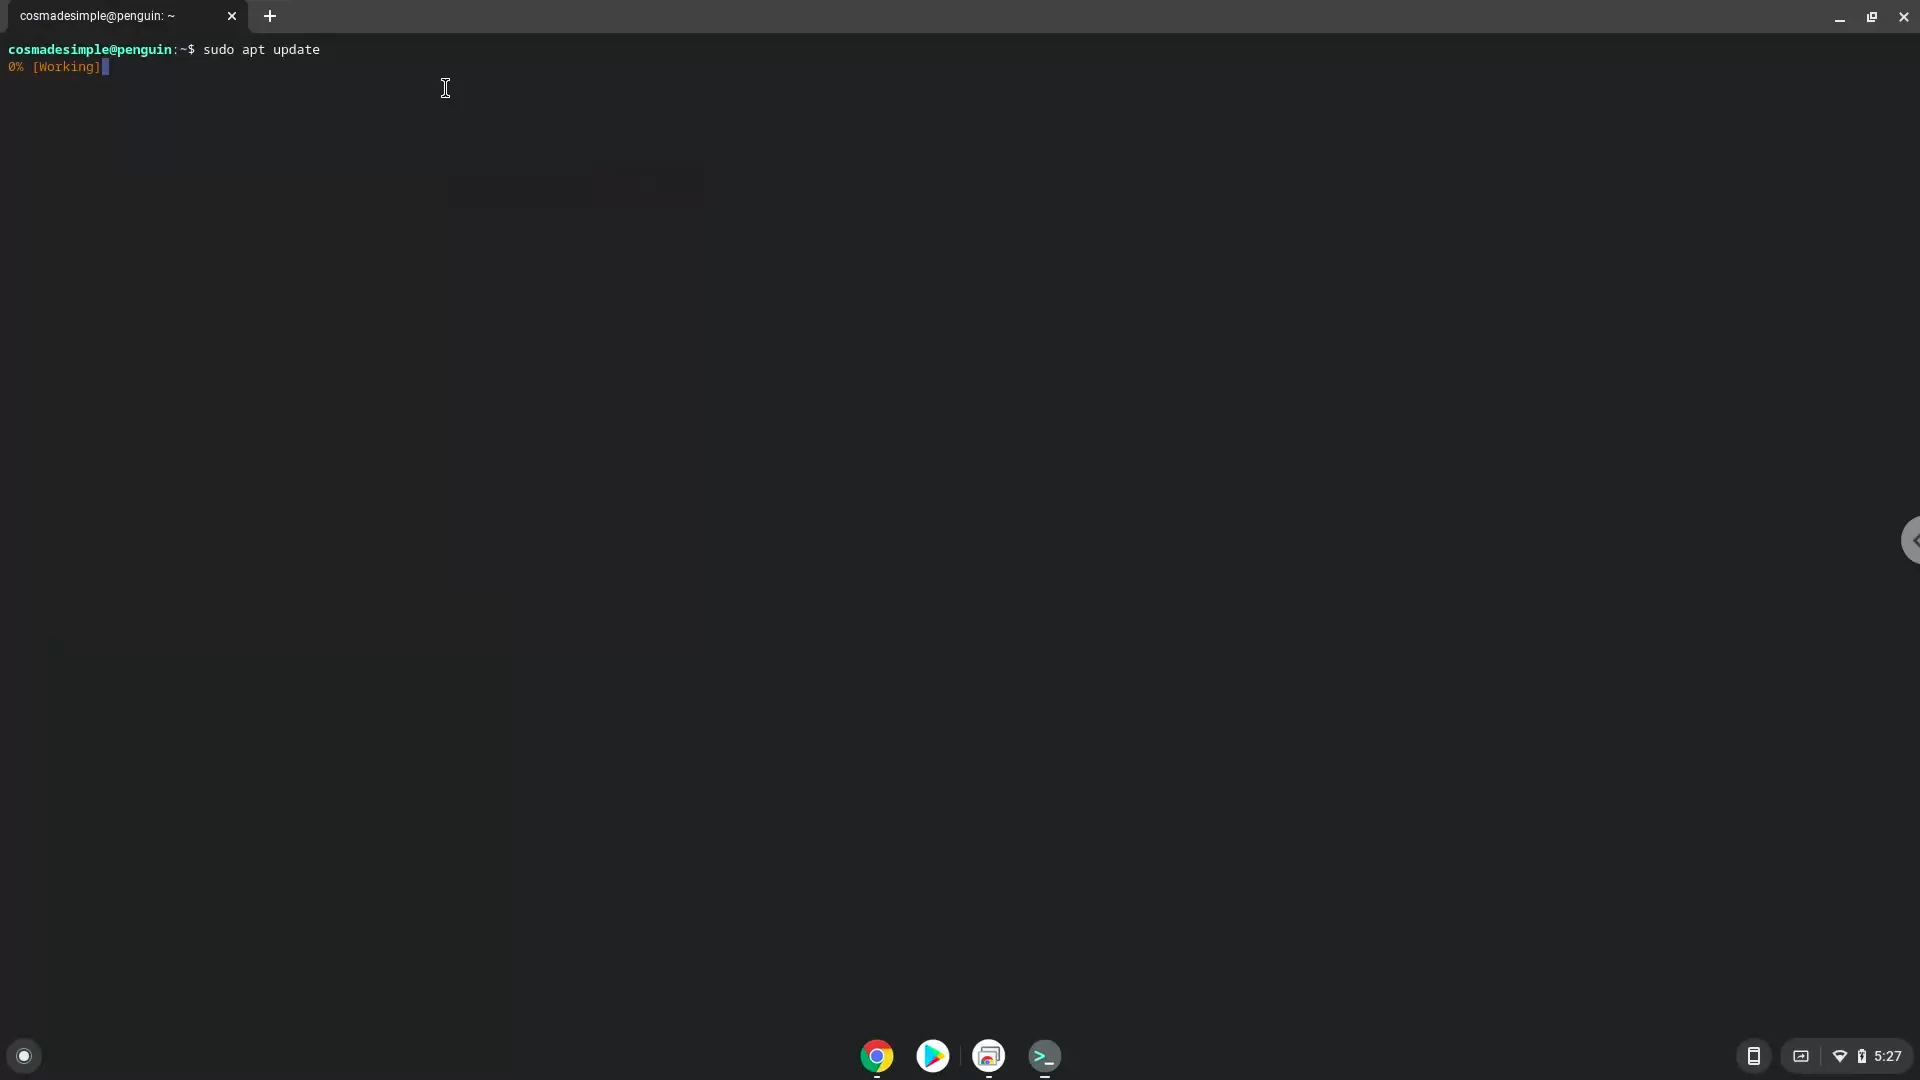 cosmadesimple@penguin: ~
cosmadesimple@penguin:~$ sudo apt update
0% [Working]
>_
5:27